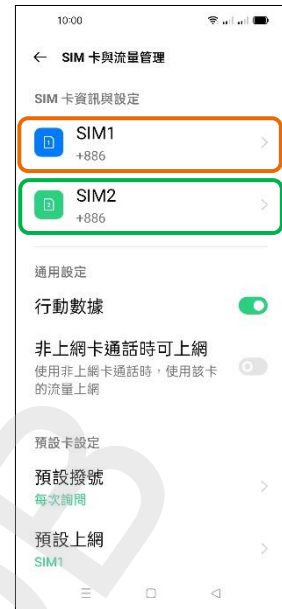 10:00
← SIM 卡與流量管理
SIM 卡資訊與設定
1
SIM1
+886
2
SIM2
+886
通用設定
行動數據
非上網卡通話時可上網
使用非上網卡通話時，使用該卡
的流量上網
預設卡設定
預設撥號
每次詢問
預設上網
SIM1